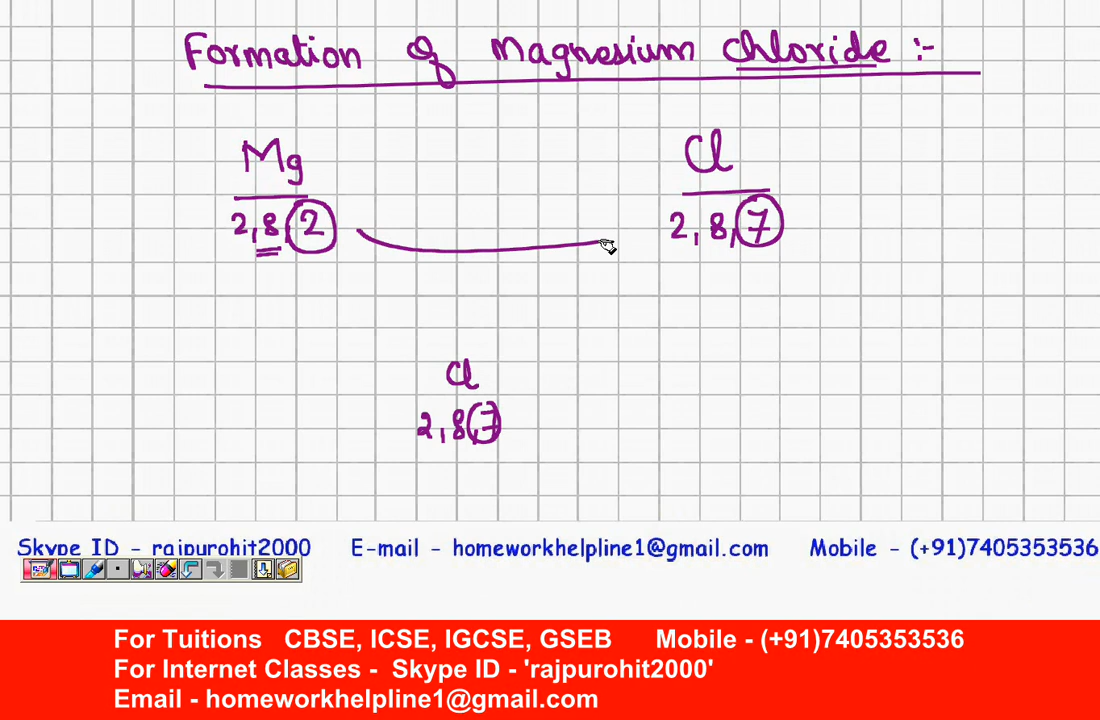 Formation of Magnesium Chloride :-
Mg Cl
2,8,2 2,8,7
Cl
2,8,7
Skype ID - rajpurohit2000 E-mail - homeworkhelpline1@gmail.com Mobile - (+91)7405353536
For Tuitions CBSE, ICSE, IGCSE, GSEB Mobile - (+91)7405353536
For Internet Classes - Skype ID - 'rajpurohit2000'
Email - homeworkhelpline1@gmail.com